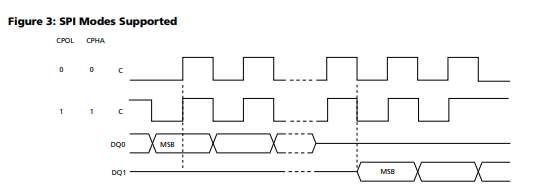 Figure 3: SPI Modes Supported
CPOL CPHA
0 0 C
1 1 C
DQ0 MSB
DQ1 MSB